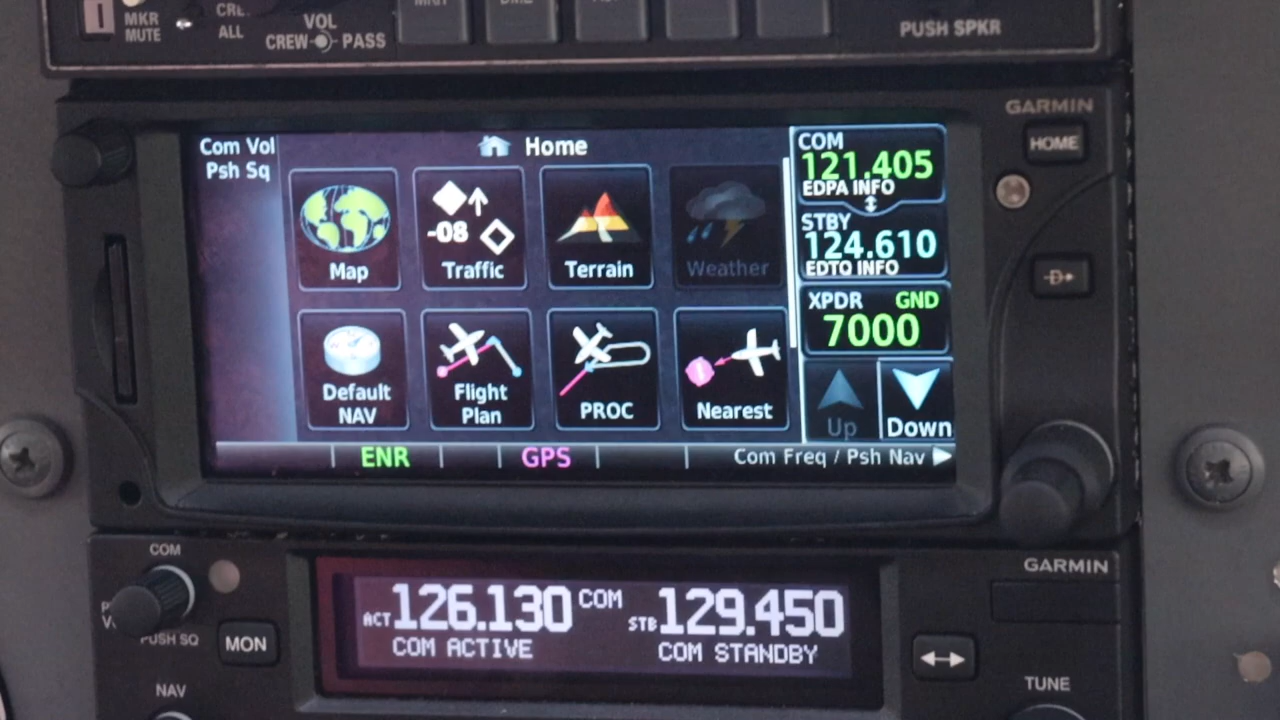 MKR
MUTE
ALL
VOL
CREW PASS
PUSH SPKR
GARMIN
HOME
Com Vol
Psh Sq
Home
Map
Traffic
-08
Terrain
Weather
Default
NAV
Flight
Plan
PROC
Nearest
COM
121.405
EDPA INFO
STBY
124.610
EDTQ INFO
XPDR GND
7000
Up
Down
ENR
GPS
Com Freq / Psh Nav
D
COM
PUSH SQ
MON
NAV
ACT 126.130 COM STB 129.450
COM ACTIVE COM STANDBY
GARMIN
TUNE